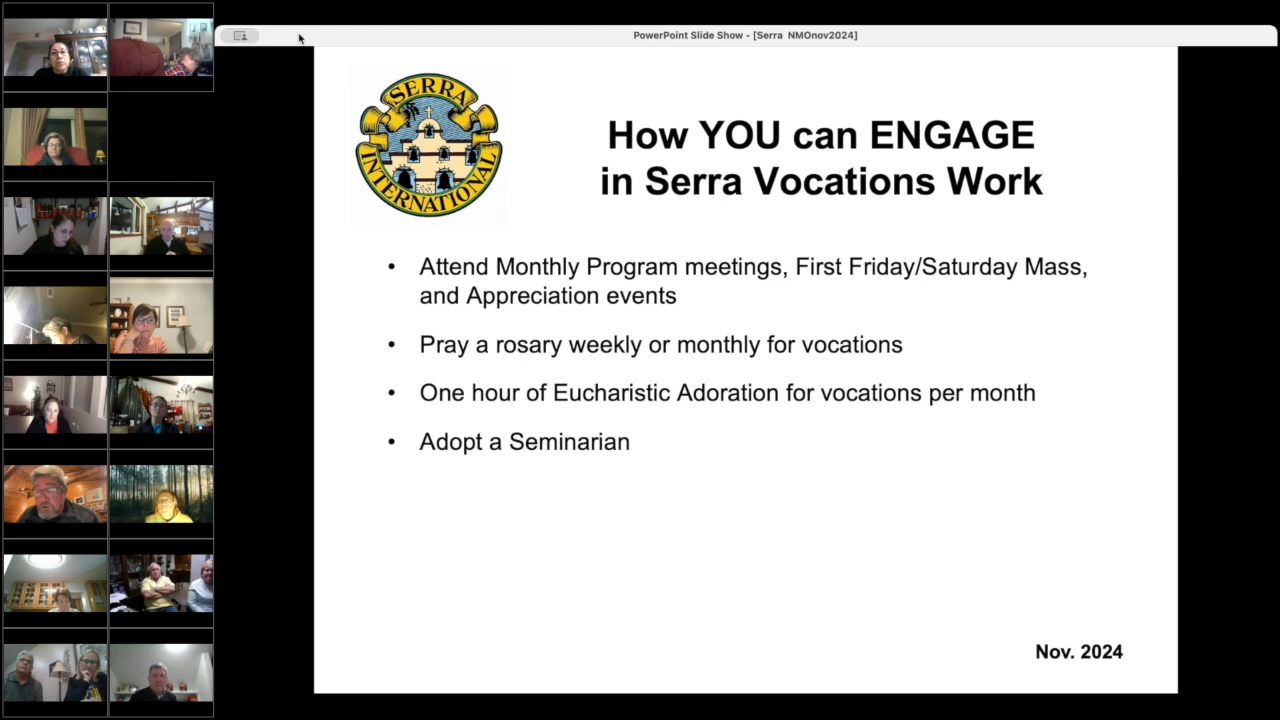 PowerPoint Slide Show - [Serra NMOnov2024]
SERRA
INTERNATIONAL
How YOU can ENGAGE
in Serra Vocations Work
• Attend Monthly Program meetings, First Friday/Saturday Mass,
and Appreciation events
• Pray a rosary weekly or monthly for vocations
• One hour of Eucharistic Adoration for vocations per month
• Adopt a Seminarian
Nov. 2024